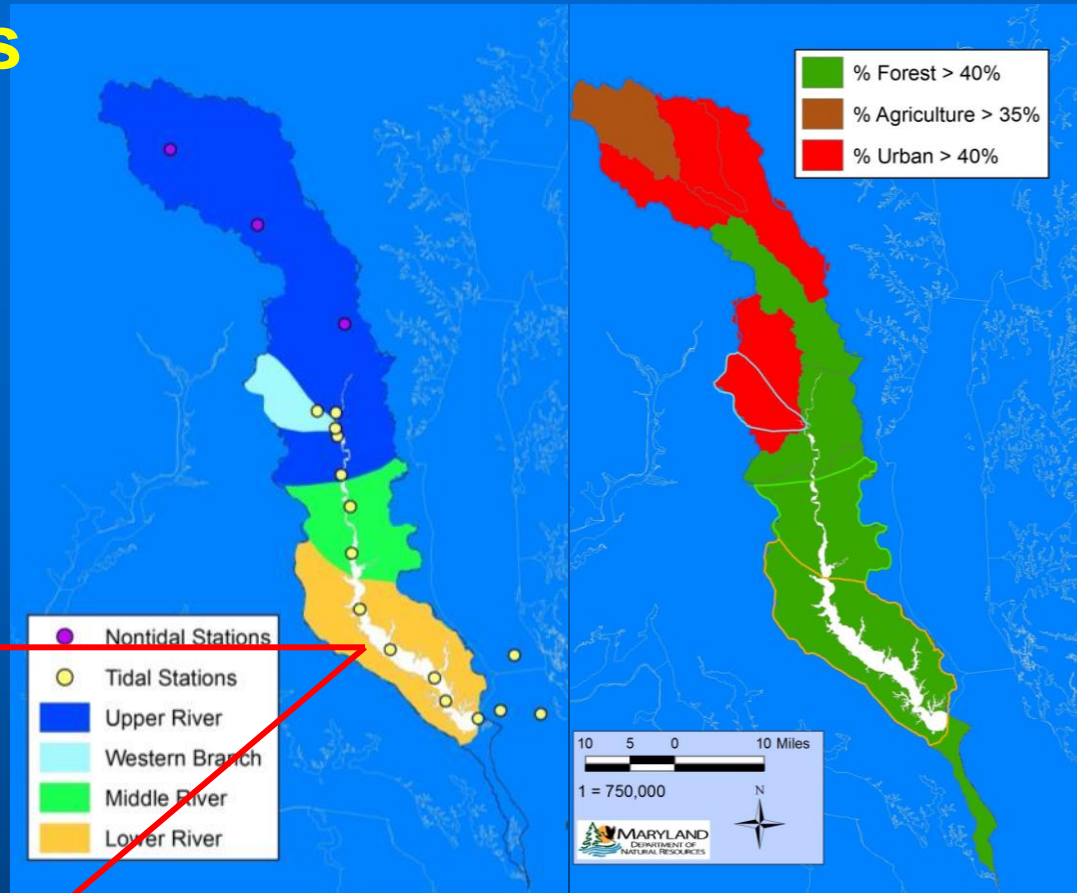 s
% Forest > 40%
% Agriculture > 35%
% Urban > 40%
Nontidal Stations
Tidal Stations
Upper River
Western Branch
Middle River
Lower River
10 5 0 10 Miles
1 = 750,000
N
MARYLAND
DEPARTMENT OF
NATURAL RESOURCES